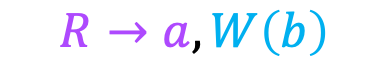 R → a, W(b)